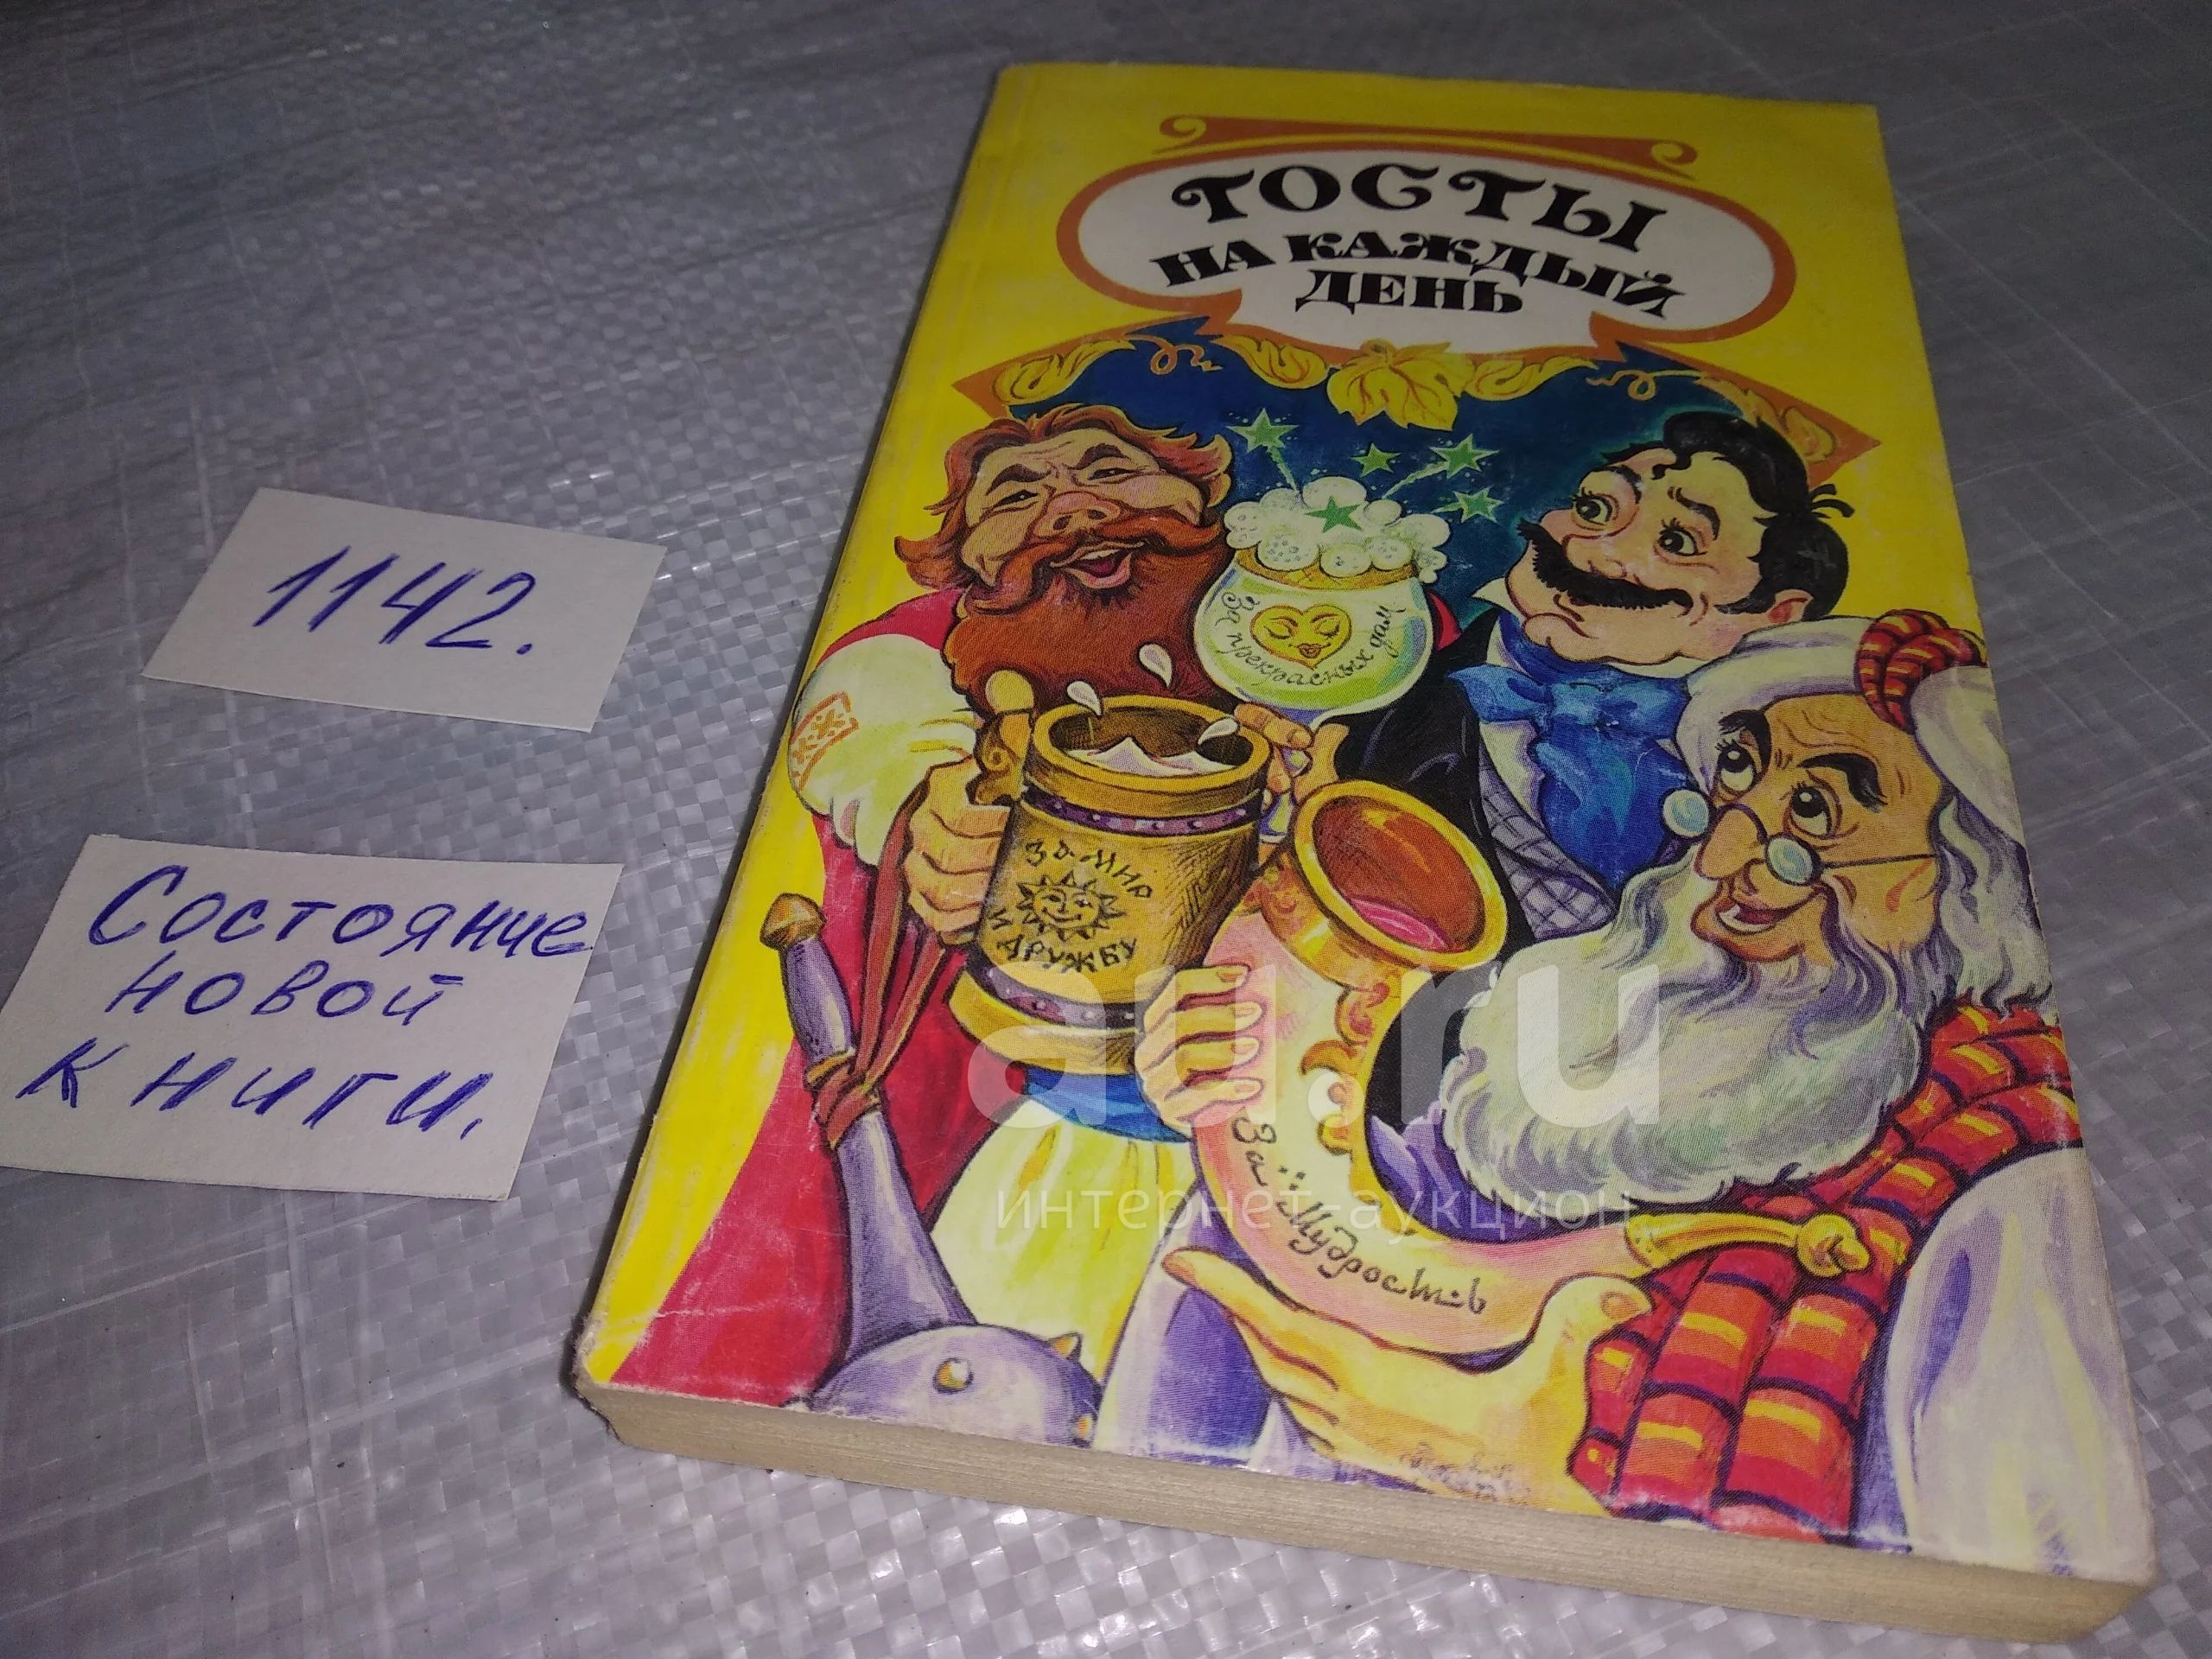 ТОСТЫ
НА КАЖДЫЙ
ДЕНЬ
За прекрасных дам
За мир
и дружбу
За мудрость
1142.
Состояние
новой
книги.
au.ru
интернет-аукцион